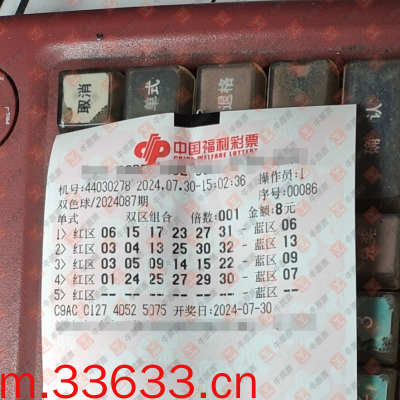 取消
单式
退格
确认
中国福利彩票
CHINA WELFARE LOTTERY
机号:44030278 2024.07.30-15:02:36 操作员:1
双色球/2024087期 序号:00086
单式 双区组合 倍数:001 金额:8元
1> 红区 06 15 17 23 27 31 - 蓝区 06
2> 红区 03 04 13 25 30 32 - 蓝区 13
3> 红区 03 05 09 14 15 22 - 蓝区 09
4> 红区 01 24 25 27 29 30 - 蓝区 07
5> 红区 -- -- -- -- -- -- - 蓝区 --
C9AC C127 4D52 5D75 开奖日:2024-07-30
m.33633.cn